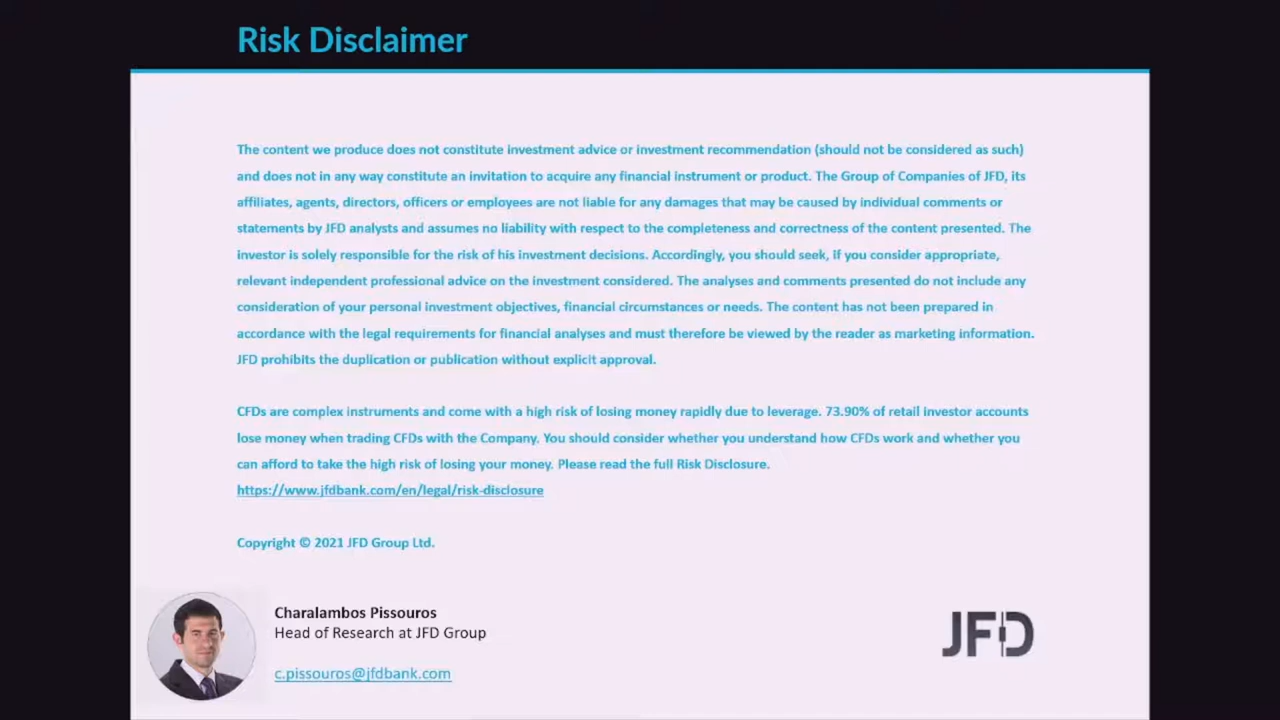 Risk Disclaimer
The content we produce does not constitute investment advice or investment recommendation (should not be considered as such)
and does not in any way constitute an invitation to acquire any financial instrument or product. The Group of Companies of JFD, its
affiliates, agents, directors, officers or employees are not liable for any damages that may be caused by individual comments or
statements by JFD analysts and assumes no liability with respect to the completeness and correctness of the content presented. The
investor is solely responsible for the risk of his investment decisions. Accordingly, you should seek, if you consider appropriate,
relevant independent professional advice on the investment considered. The analyses and comments presented do not include any
consideration of your personal investment objectives, financial circumstances or needs. The content has not been prepared in
accordance with the legal requirements for financial analyses and must therefore be viewed by the reader as marketing information.
JFD prohibits the duplication or publication without explicit approval.
CFDs are complex instruments and come with a high risk of losing money rapidly due to leverage. 73.90% of retail investor accounts
lose money when trading CFDs with the Company. You should consider whether you understand how CFDs work and whether you
can afford to take the high risk of losing your money. Please read the full Risk Disclosure.
https://www.jfdbank.com/en/legal/risk-disclosure
Copyright © 2021 JFD Group Ltd.
Charalambos Pissouros
Head of Research at JFD Group
c.pissouros@jfdbank.com
JFD